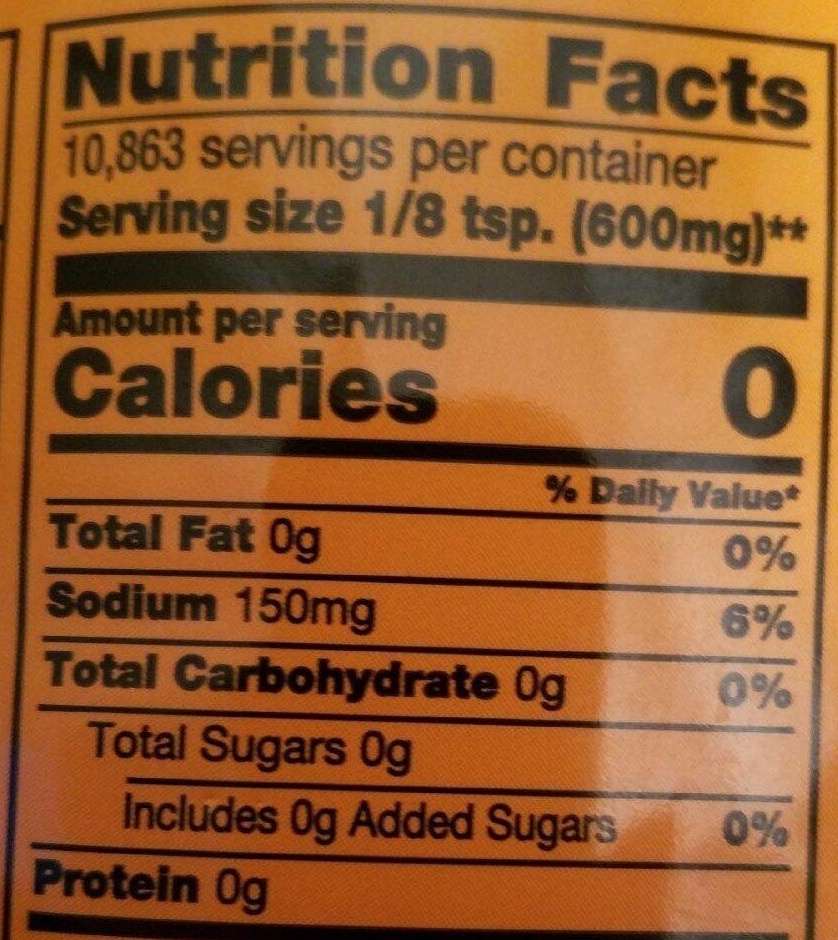 Nutrition Facts
10,863 servings per container
Serving size 1/8 tsp. (600mg)**
Amount per serving
Calories 0
% Daily Value*
Total Fat 0g 0%
Sodium 150mg 6%
Total Carbohydrate 0g 0%
Total Sugars 0g
Includes 0g Added Sugars 0%
Protein 0g